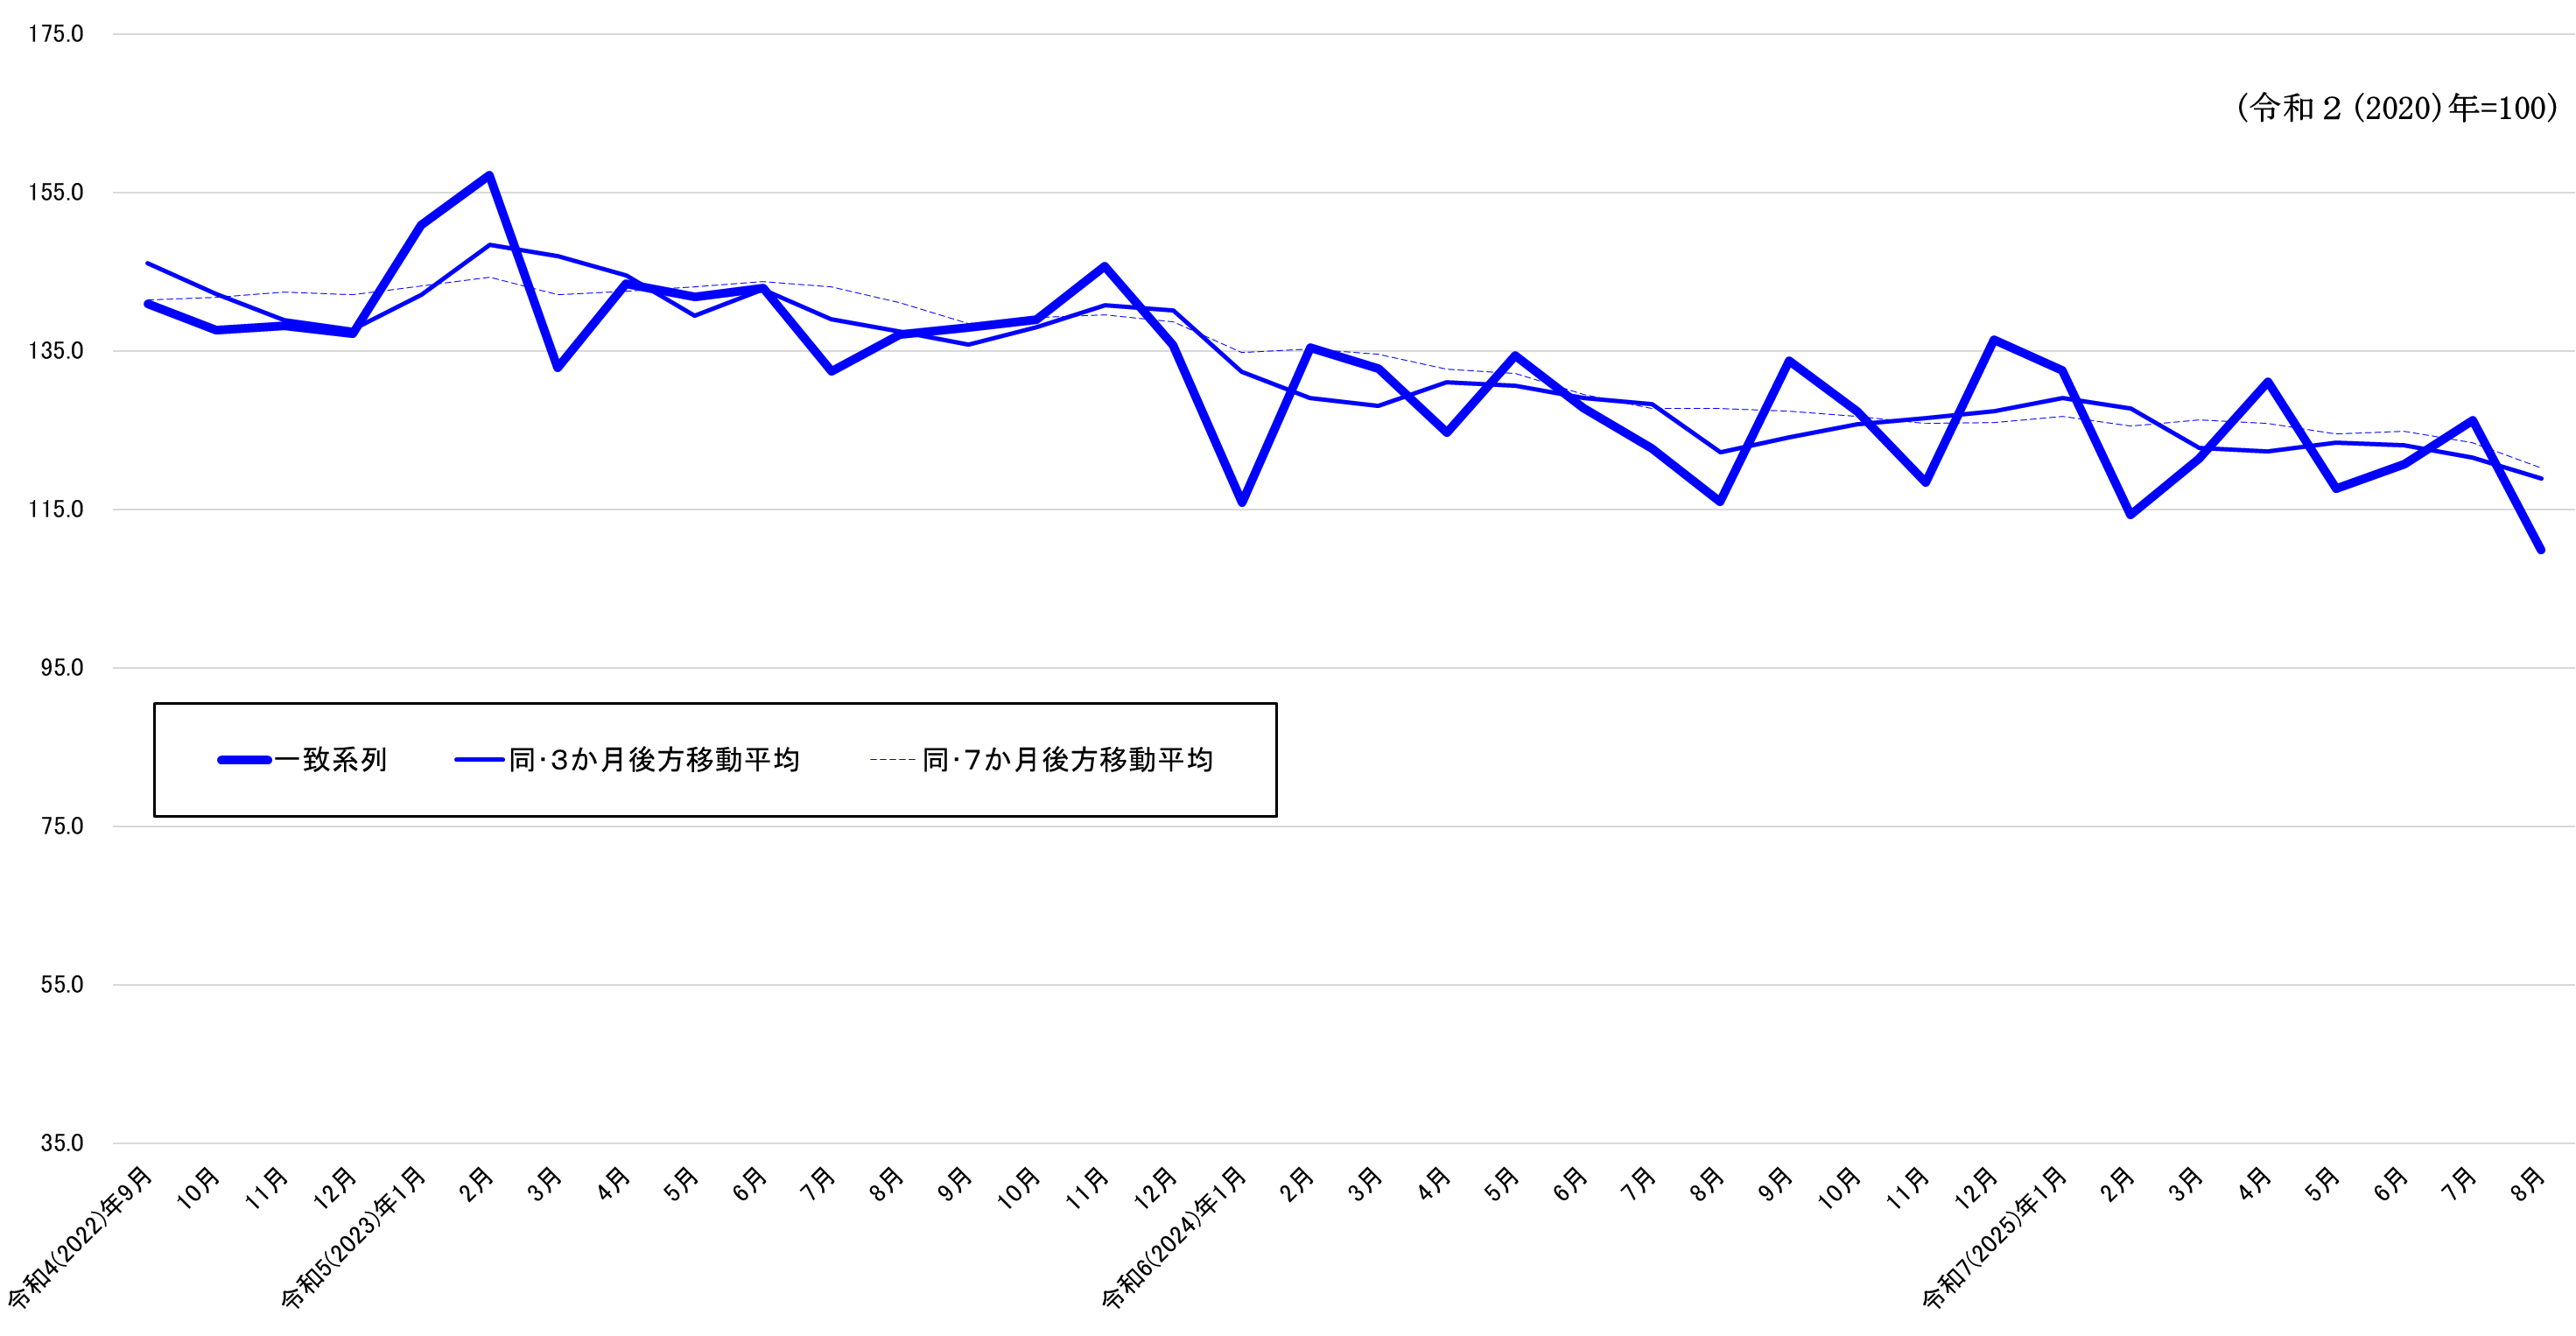 175.0
(令和２(2020)年=100)
155.0
135.0
115.0
95.0
一致系列 同･３か月後方移動平均 同･７か月後方移動平均
75.0
55.0
35.0
令和4(2022)年9月
10月
11月
12月
令和5(2023)年1月
2月
3月
4月
5月
6月
7月
8月
9月
10月
11月
12月
令和6(2024)年1月
2月
3月
4月
5月
6月
7月
8月
9月
10月
11月
12月
令和7(2025)年1月
2月
3月
4月
5月
6月
7月
8月